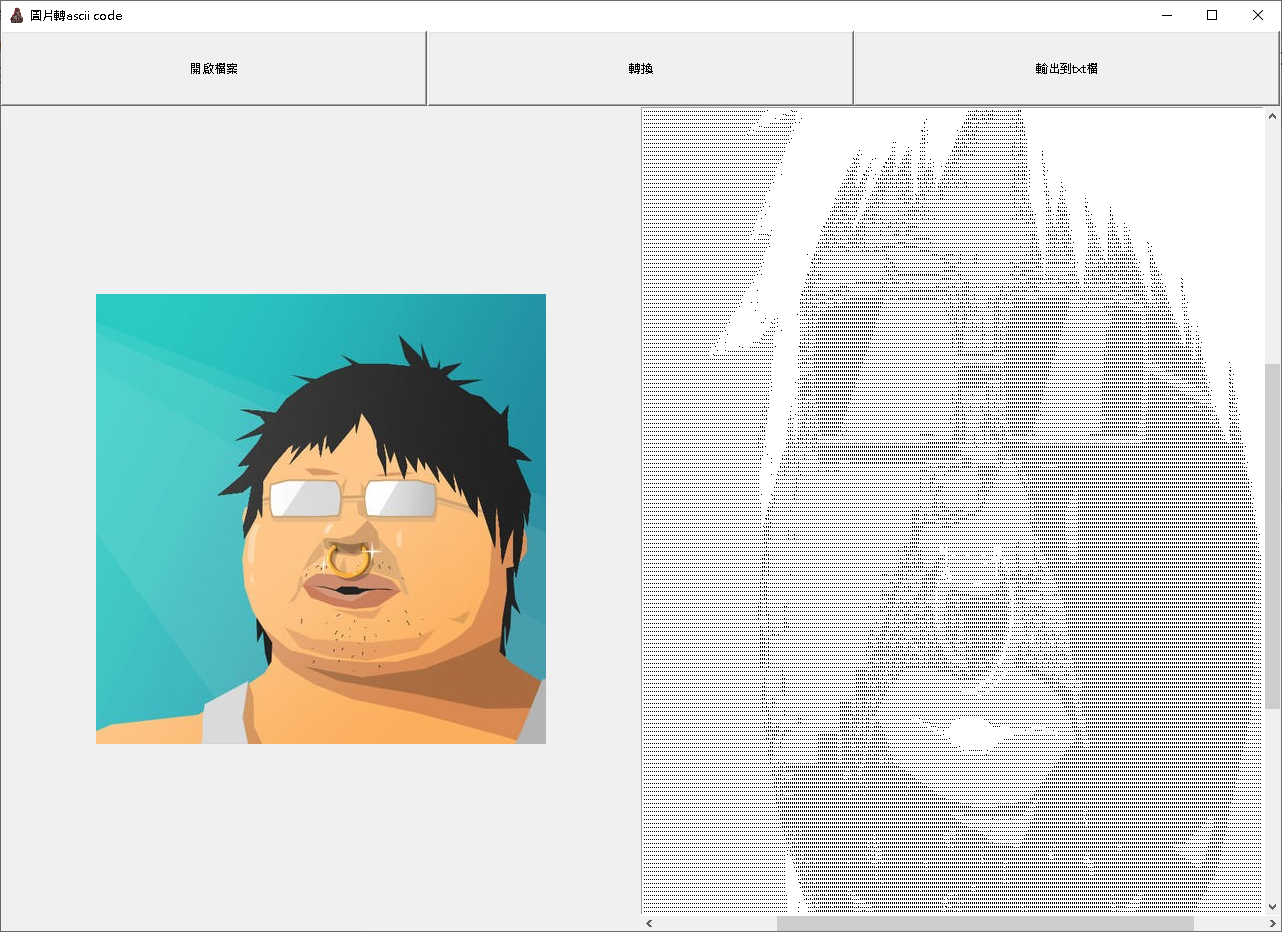 圖片轉ascii code
開啟檔案
轉換
輸出到txt檔